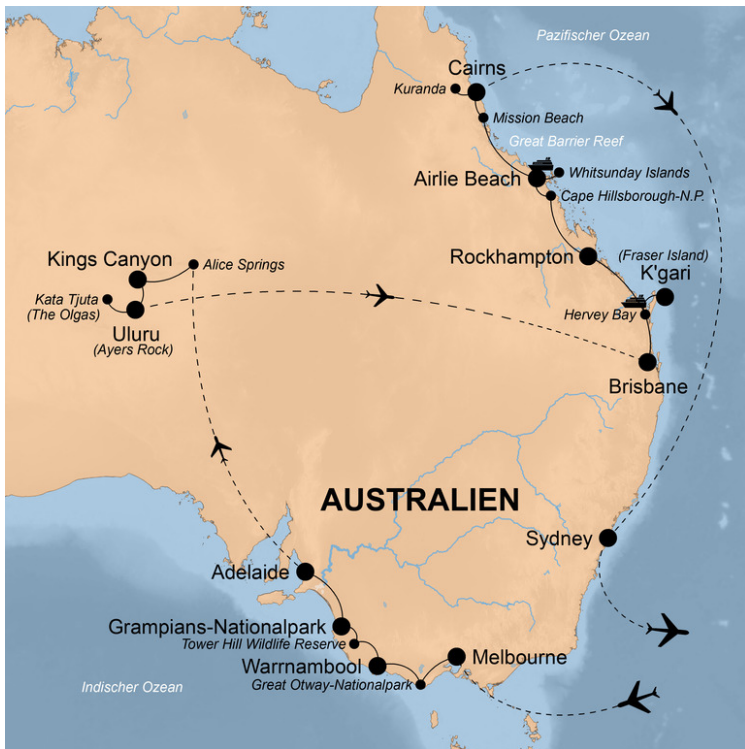 Pazifischer Ozean
Cairns
Kuranda
Mission Beach
Great Barrier Reef
Whitsunday Islands
Airlie Beach
Cape Hillsborough-N.P.
Rockhampton
(Fraser Island)
K'gari
Kings Canyon
Alice Springs
Kata Tjuta
(The Olgas)
Uluru
(Ayers Rock)
Hervey Bay
Brisbane
AUSTRALIEN
Sydney
Adelaide
Grampians-Nationalpark
Tower Hill Wildlife Reserve
Melbourne
Warrnambool
Great Otway-Nationalpark
Indischer Ozean